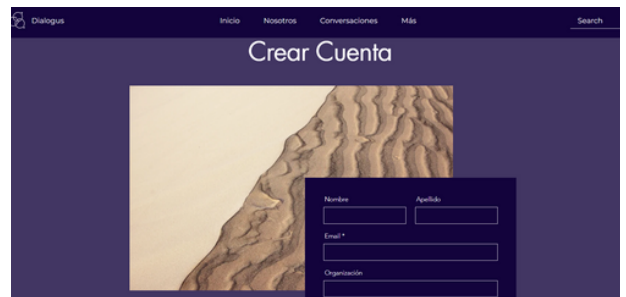 Dialogus
Inicio Nosotros Conversaciones Más
Search
Crear Cuenta
Nombre Apellido
Email *
Organización